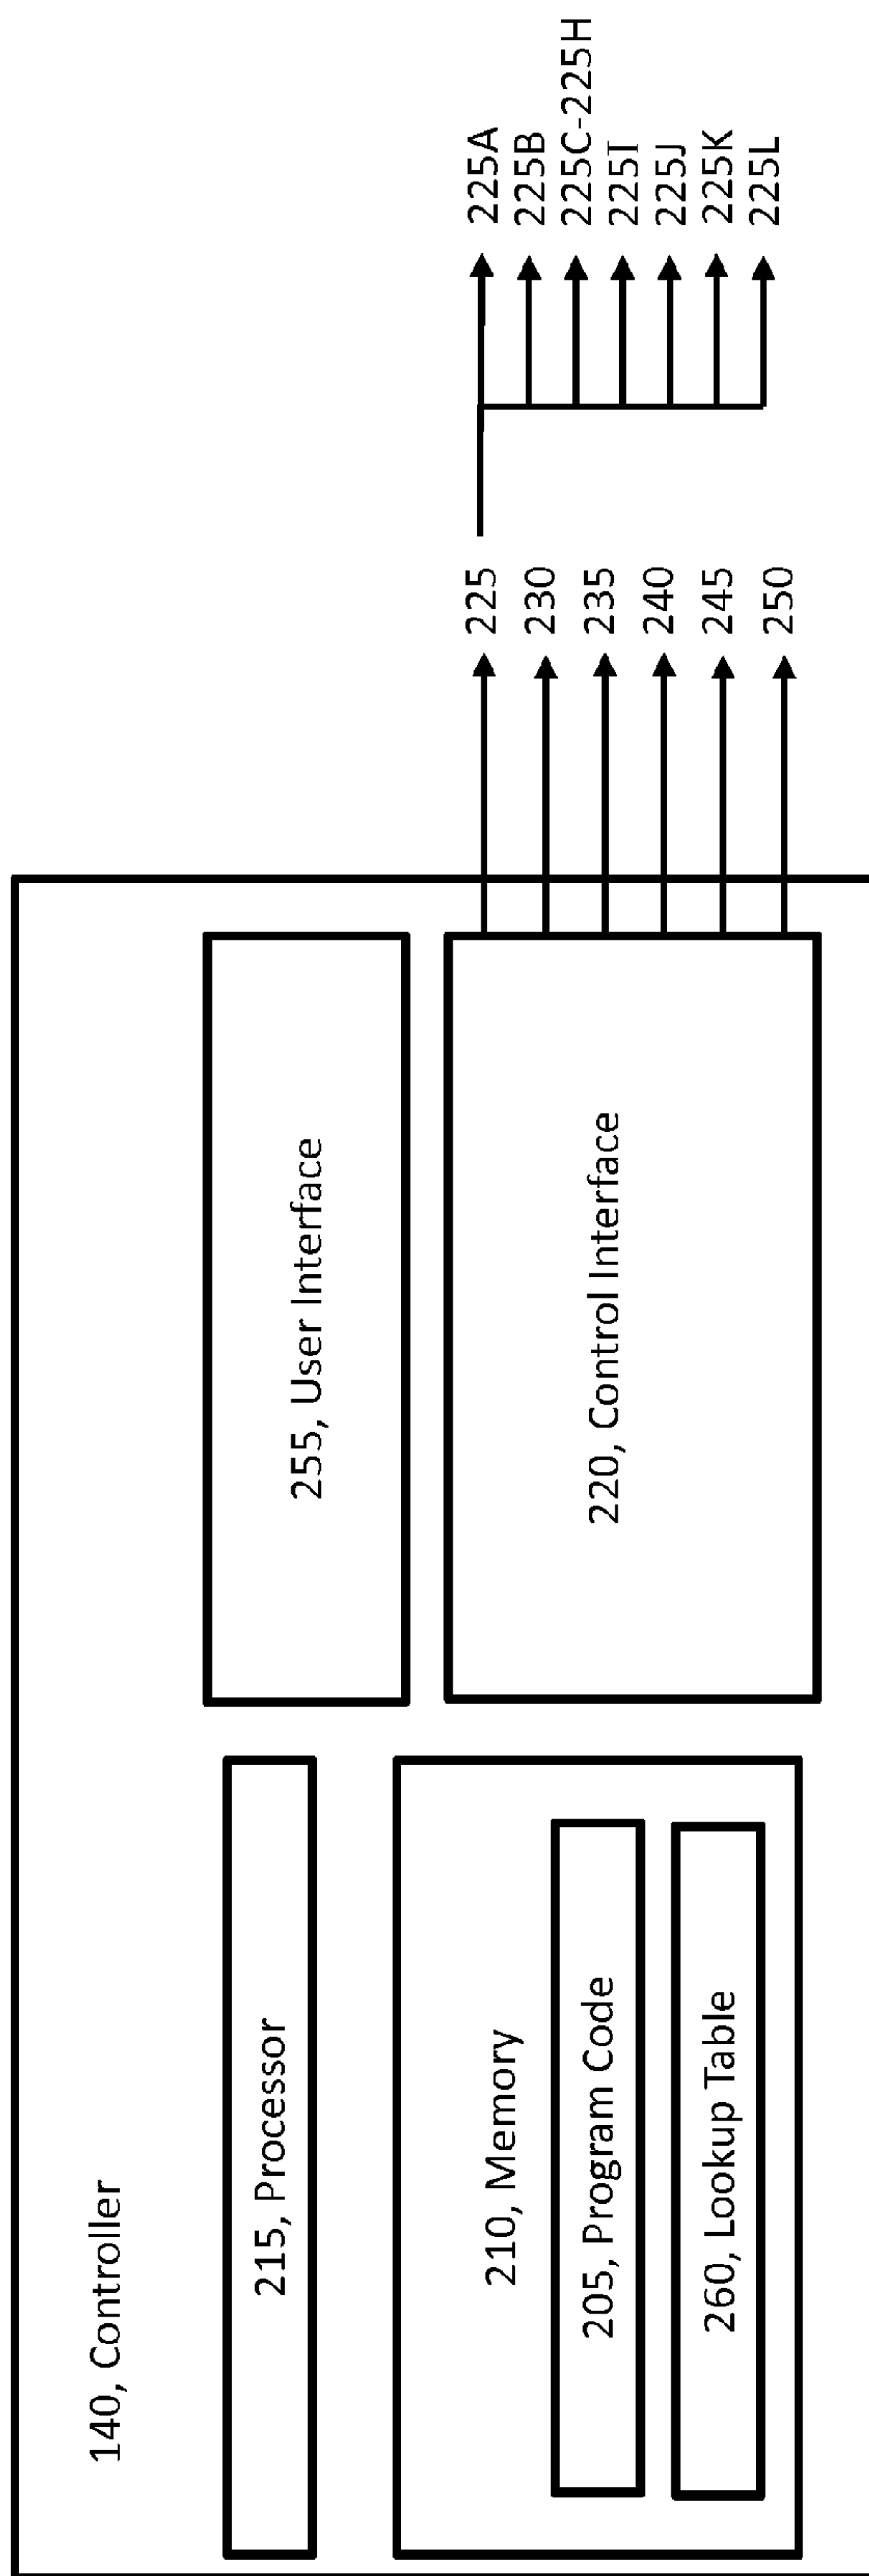 140, Controller
215, Processor
210, Memory
205, Program Code
260, Lookup Table
255, User Interface
220, Control Interface
225
230
235
240
245
250
225A
225B
225C-225H
225I
225J
225K
225L